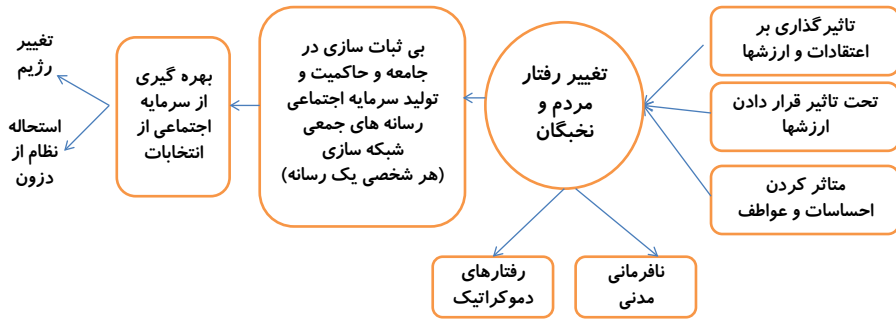 تاثیرگذاری بر
اعتقادات و ارزشها
تحت تاثیر قرار دادن
ارزشها
متاثر کردن
احساسات و عواطف
تغییر رفتار
مردم و
نخبگان
نافرمانی
مدنی
رفتارهای
دموکراتیک
بی ثبات سازی در
جامعه و حاکمیت و
تولید سرمایه اجتماعی
رسانه های جمعی
شبکه سازی
(هر شخصی یک رسانه)
بهره گیری
از سرمایه
اجتماعی از
انتخابات
تغییر
رژیم
استحاله
نظام از
دزون